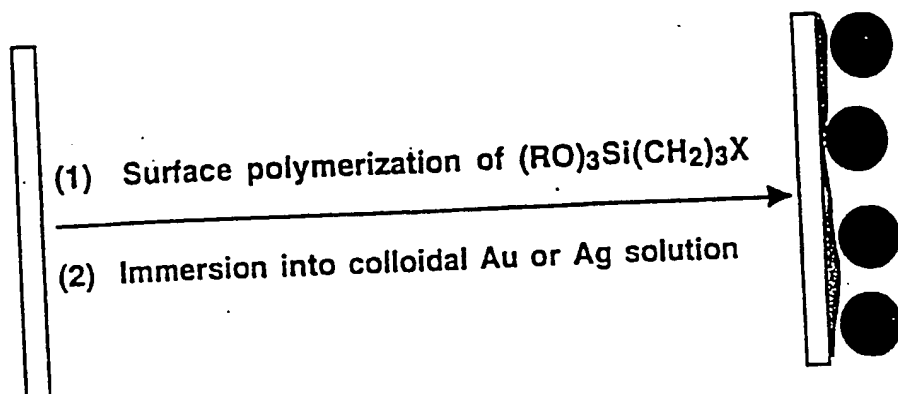 (1) Surface polymerization of (RO)₃Si(CH₂)₃X
(2) Immersion into colloidal Au or Ag solution